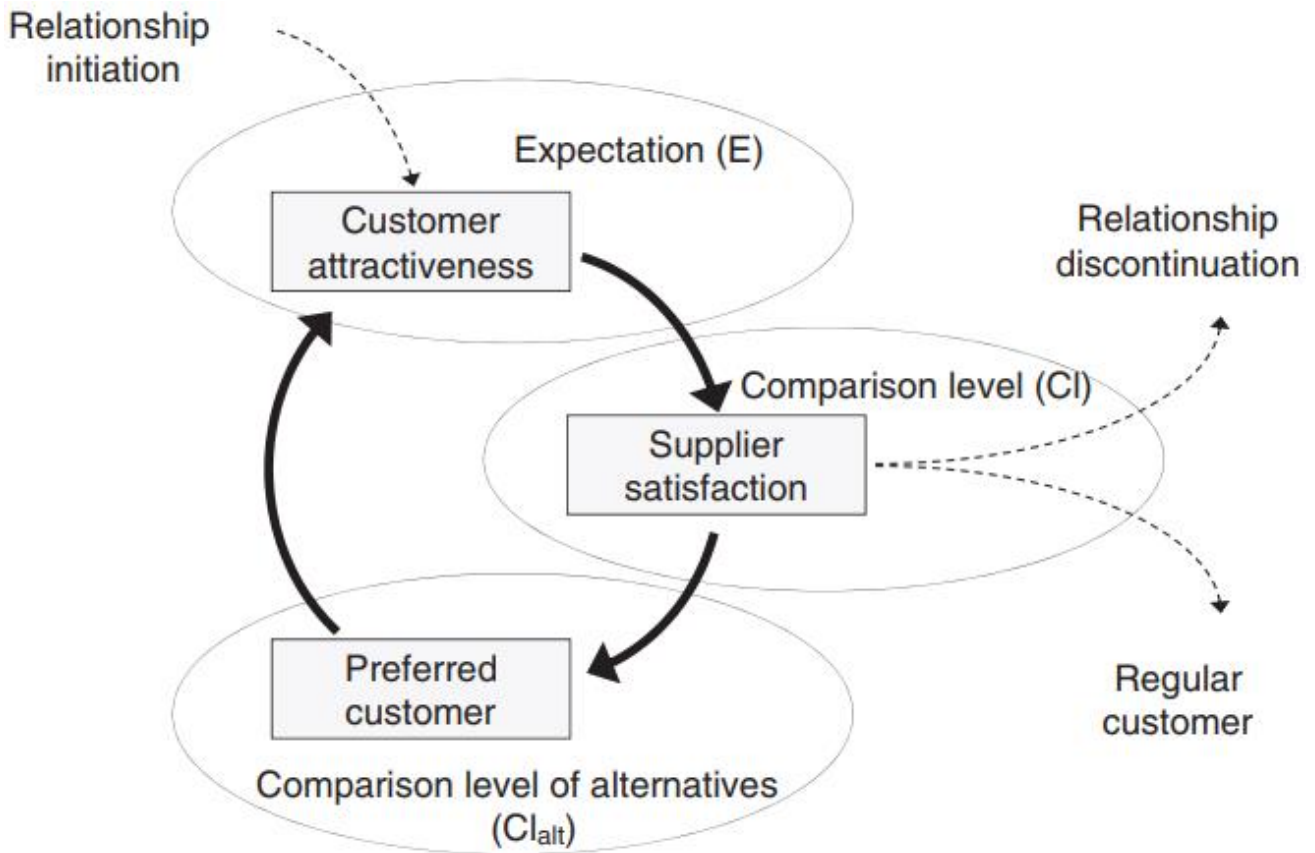 Relationship
initiation
Expectation (E)
Customer
attractiveness
Relationship
discontinuation
Comparison level (Cl)
Supplier
satisfaction
Preferred
customer
Regular
customer
Comparison level of alternatives
(Cl_alt)